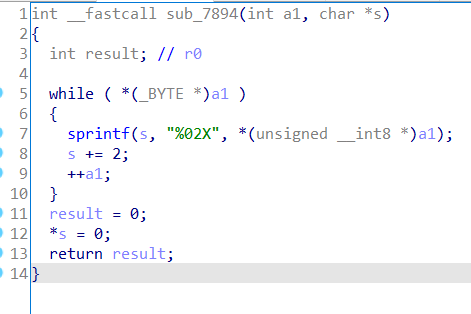 1 int __fastcall sub_7894(int a1, char *s)
2 {
3   int result; // r0
4
5   while ( *(_BYTE *)a1 )
6   {
7     sprintf(s, "%02X", *(unsigned __int8 *)a1);
8     s += 2;
9     ++a1;
10   }
11   result = 0;
12   *s = 0;
13   return result;
14 }